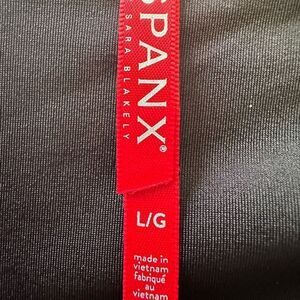 SPANX®
SARA BLAKELY
L/G
made in
vietnam
fabriqué
au
vietnam